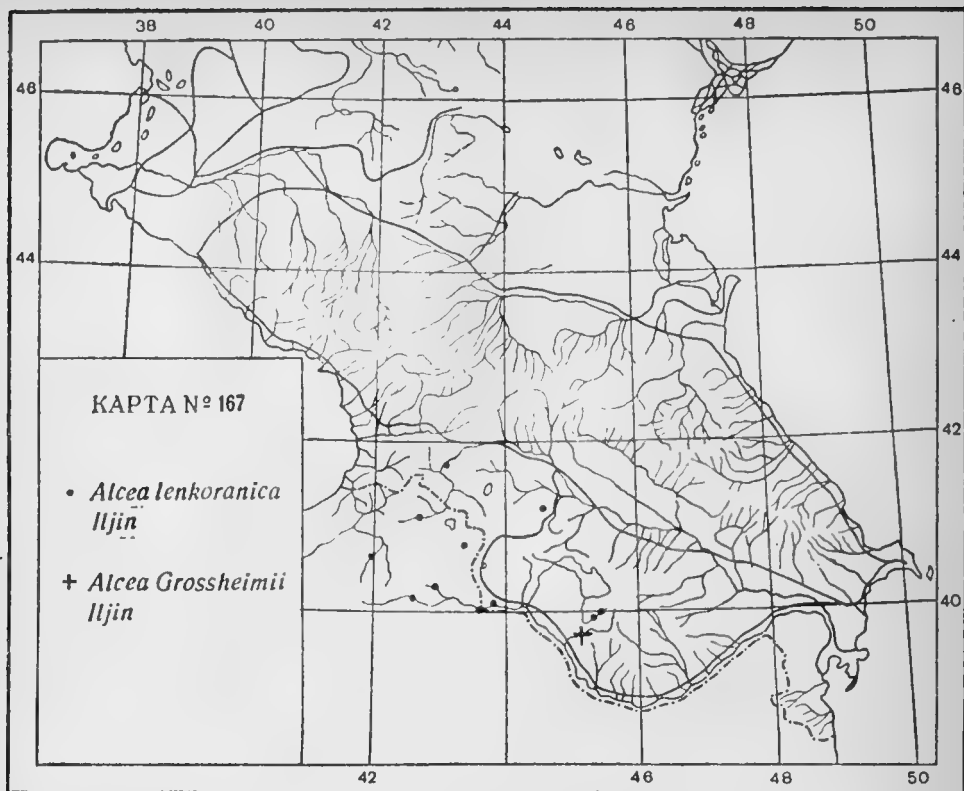 38 40 42 44 46 48 50 51
46 46
44 44
КАРТА № 167
42
• Alcea lenkoranica
Iljin
+ Alcea Grossheimii
Iljin
40
42 46 48 50